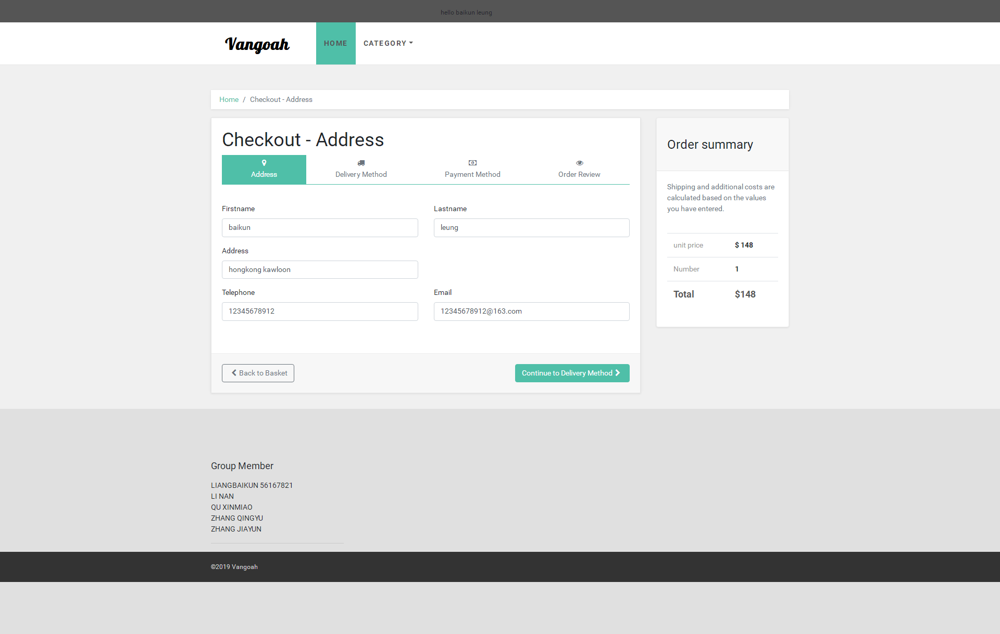 hello baikun leung
Vangoah
HOME
CATEGORY
Home / Checkout - Address
Checkout - Address
Address
Delivery Method
Payment Method
Order Review
Firstname
Lastname
baikun
leung
Address
hongkong kawloon
Telephone
Email
12345678912
12345678912@163.com
Back to Basket
Continue to Delivery Method
Order summary
Shipping and additional costs are
calculated based on the values
you have entered.
unit price $ 148
Number 1
Total $148
Group Member
LIANGBAIKUN 56167821
LI NAN
QU XINMIAO
ZHANG QINGYU
ZHANG JIAYUN
©2019 Vangoah